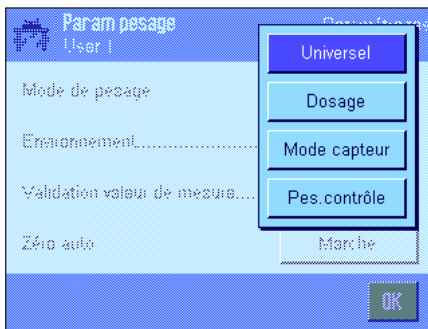 Param pesage
User 1
Universel
Mode de pesage
Dosage
Environnement..............
Mode capteur
Validation valeur de mesure....
Pes.contrôle
Zéro auto
Marche
OK